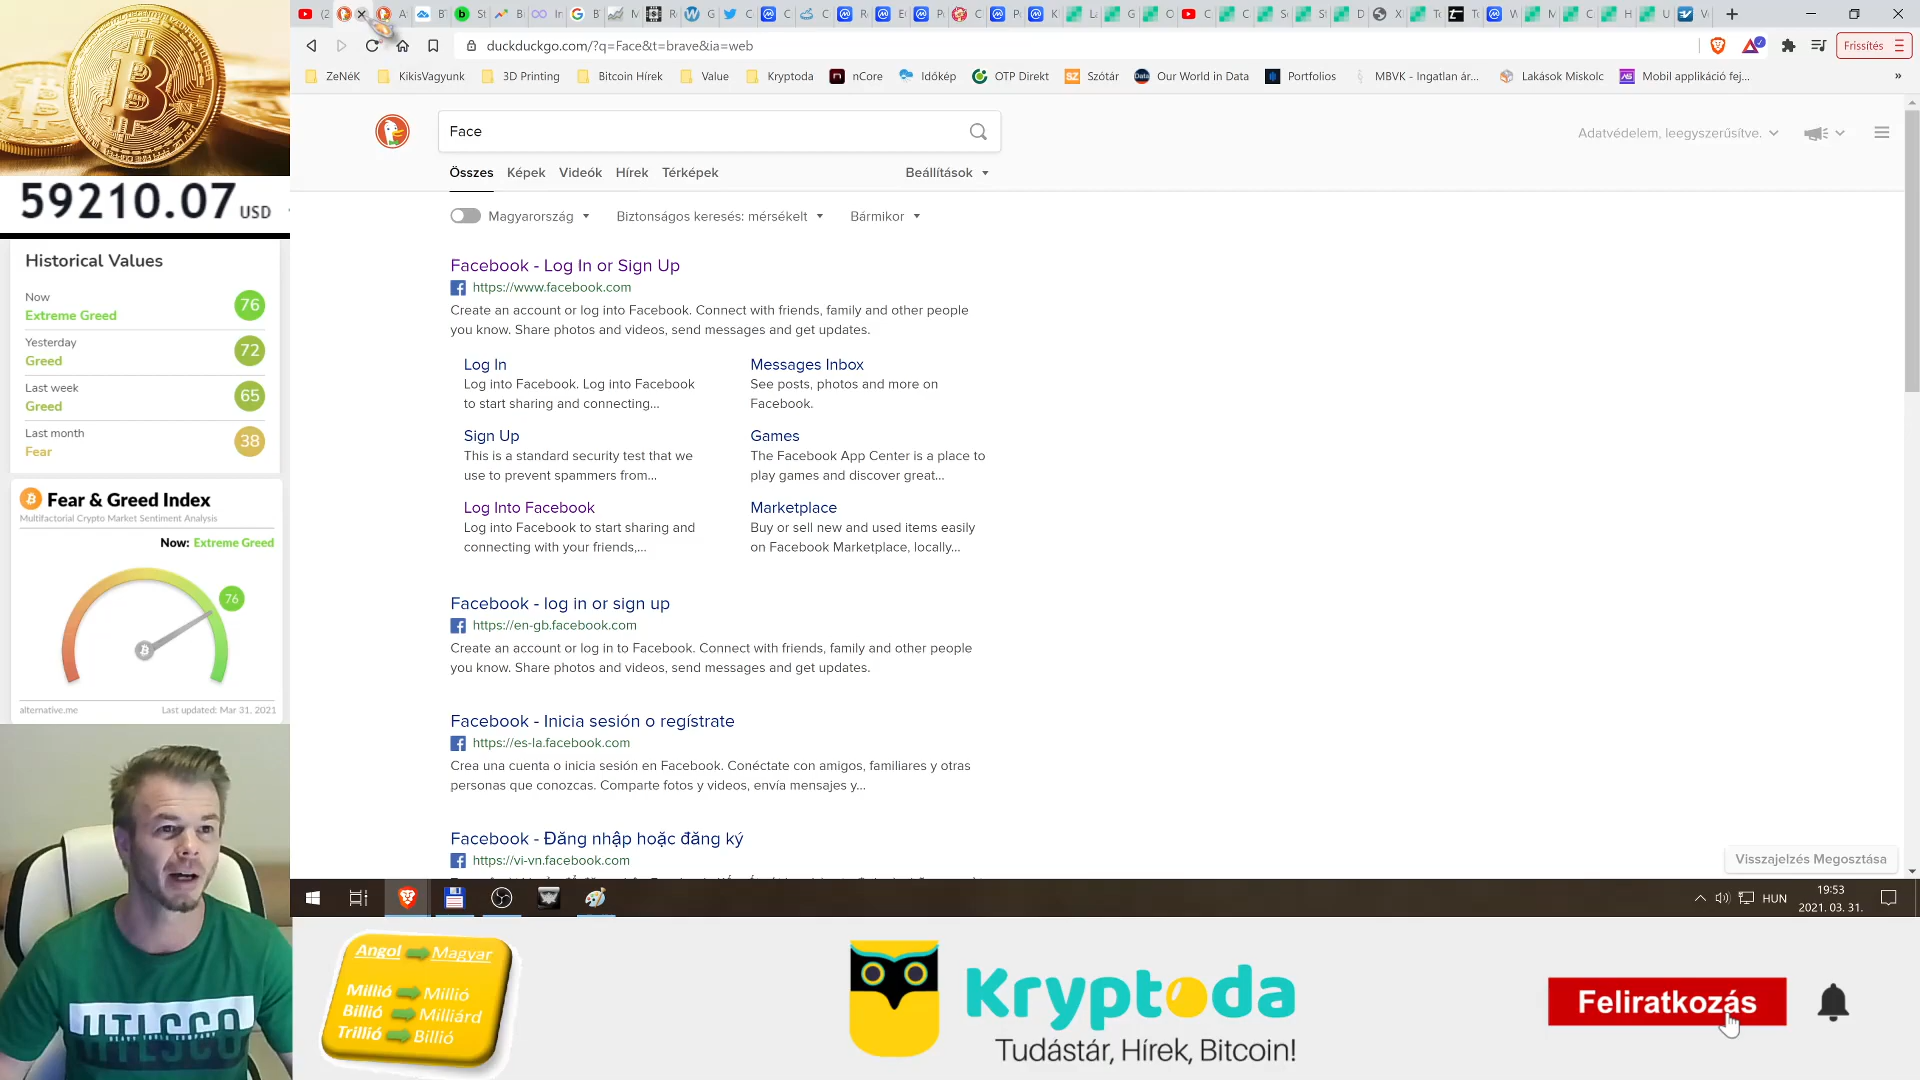 59210.07 USD
Historical Values
Now
Extreme Greed
76
Yesterday
Greed
72
Last week
Greed
65
Last month
Fear
38
Fear & Greed Index
Multifactorial Crypto Market Sentiment Analysis
Now: Extreme Greed
76
alternative.me
Last updated: Mar 31, 2021
duckduckgo.com/?q=Face&t=brave&ia=web
Frissítés
ZeNéK
KikisVagyunk
3D Printing
Bitcoin Hírek
Value
Kryptoda
nCore
Időkép
OTP Direkt
Szótár
Our World in Data
Portfolios
MBVK - Ingatlan ár...
Lakások Miskolc
Mobil applikáció fej...
»
Face
Adatvédelem, leegyszerűsítve.
Összes
Képek
Videók
Hírek
Térképek
Beállítások
Magyarország
Biztonságos keresés: mérsékelt
Bármikor
Facebook - Log In or Sign Up
https://www.facebook.com
Create an account or log into Facebook. Connect with friends, family and other people
you know. Share photos and videos, send messages and get updates.
Log In
Log into Facebook. Log into Facebook
to start sharing and connecting...
Messages Inbox
See posts, photos and more on
Facebook.
Sign Up
This is a standard security test that we
use to prevent spammers from...
Games
The Facebook App Center is a place to
play games and discover great...
Log Into Facebook
Log into Facebook to start sharing and
connecting with your friends,...
Marketplace
Buy or sell new and used items easily
on Facebook Marketplace, locally...
Facebook - log in or sign up
https://en-gb.facebook.com
Create an account or log in to Facebook. Connect with friends, family and other people
you know. Share photos and videos, send messages and get updates.
Facebook - Inicia sesión o regístrate
https://es-la.facebook.com
Crea una cuenta o inicia sesión en Facebook. Conéctate con amigos, familiares y otras
personas que conozcas. Comparte fotos y videos, envía mensajes y...
Facebook - Đăng nhập hoặc đăng ký
https://vi-vn.facebook.com
Visszajelzés Megosztása
HUN
19:53
2021. 03. 31.
Angol Magyar
Millió Millió
Billió Milliárd
Trillió Billió
Kryptoda
Tudástár, Hírek, Bitcoin!
Feliratkozás